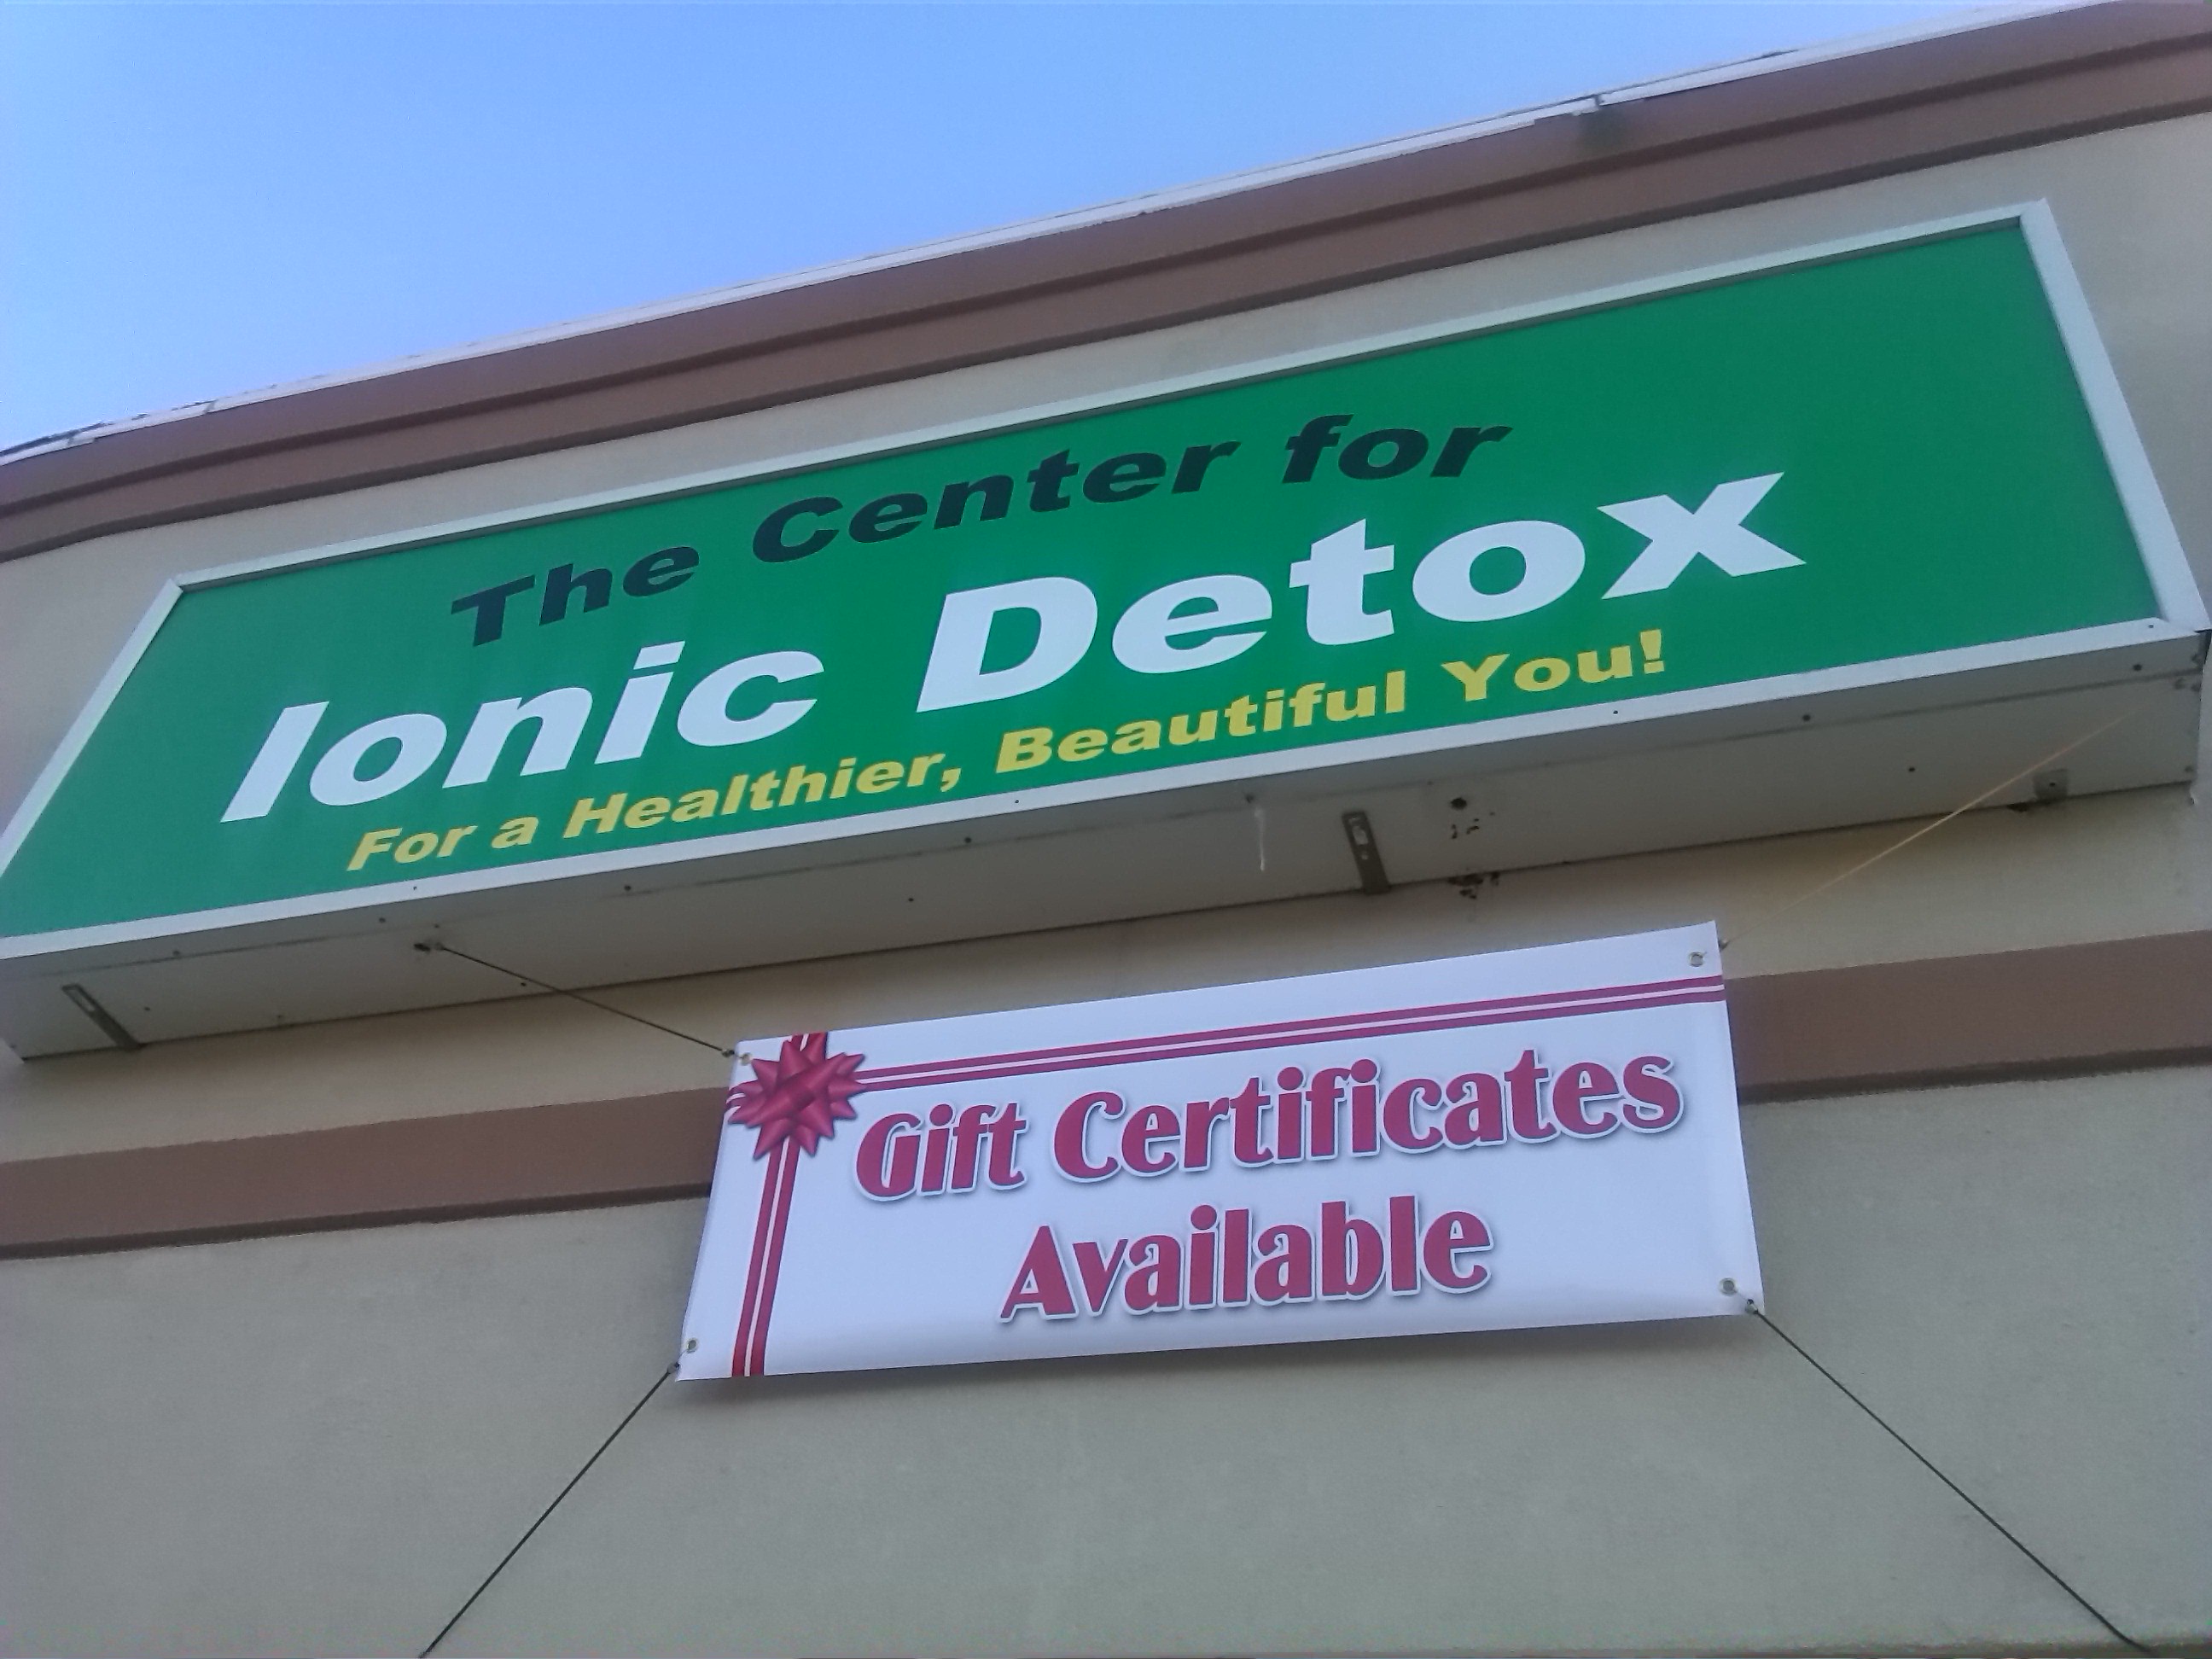 The Center for
Ionic Detox
For a Healthier, Beautiful You!
Gift Certificates
Available